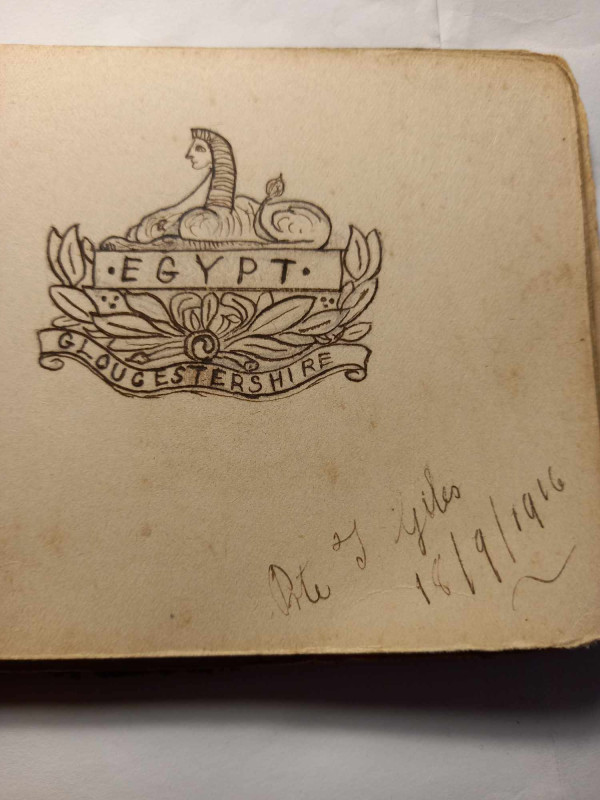 ·EGYPT·
GLOUCESTERSHIRE
Pte T Giles
18/9/1916